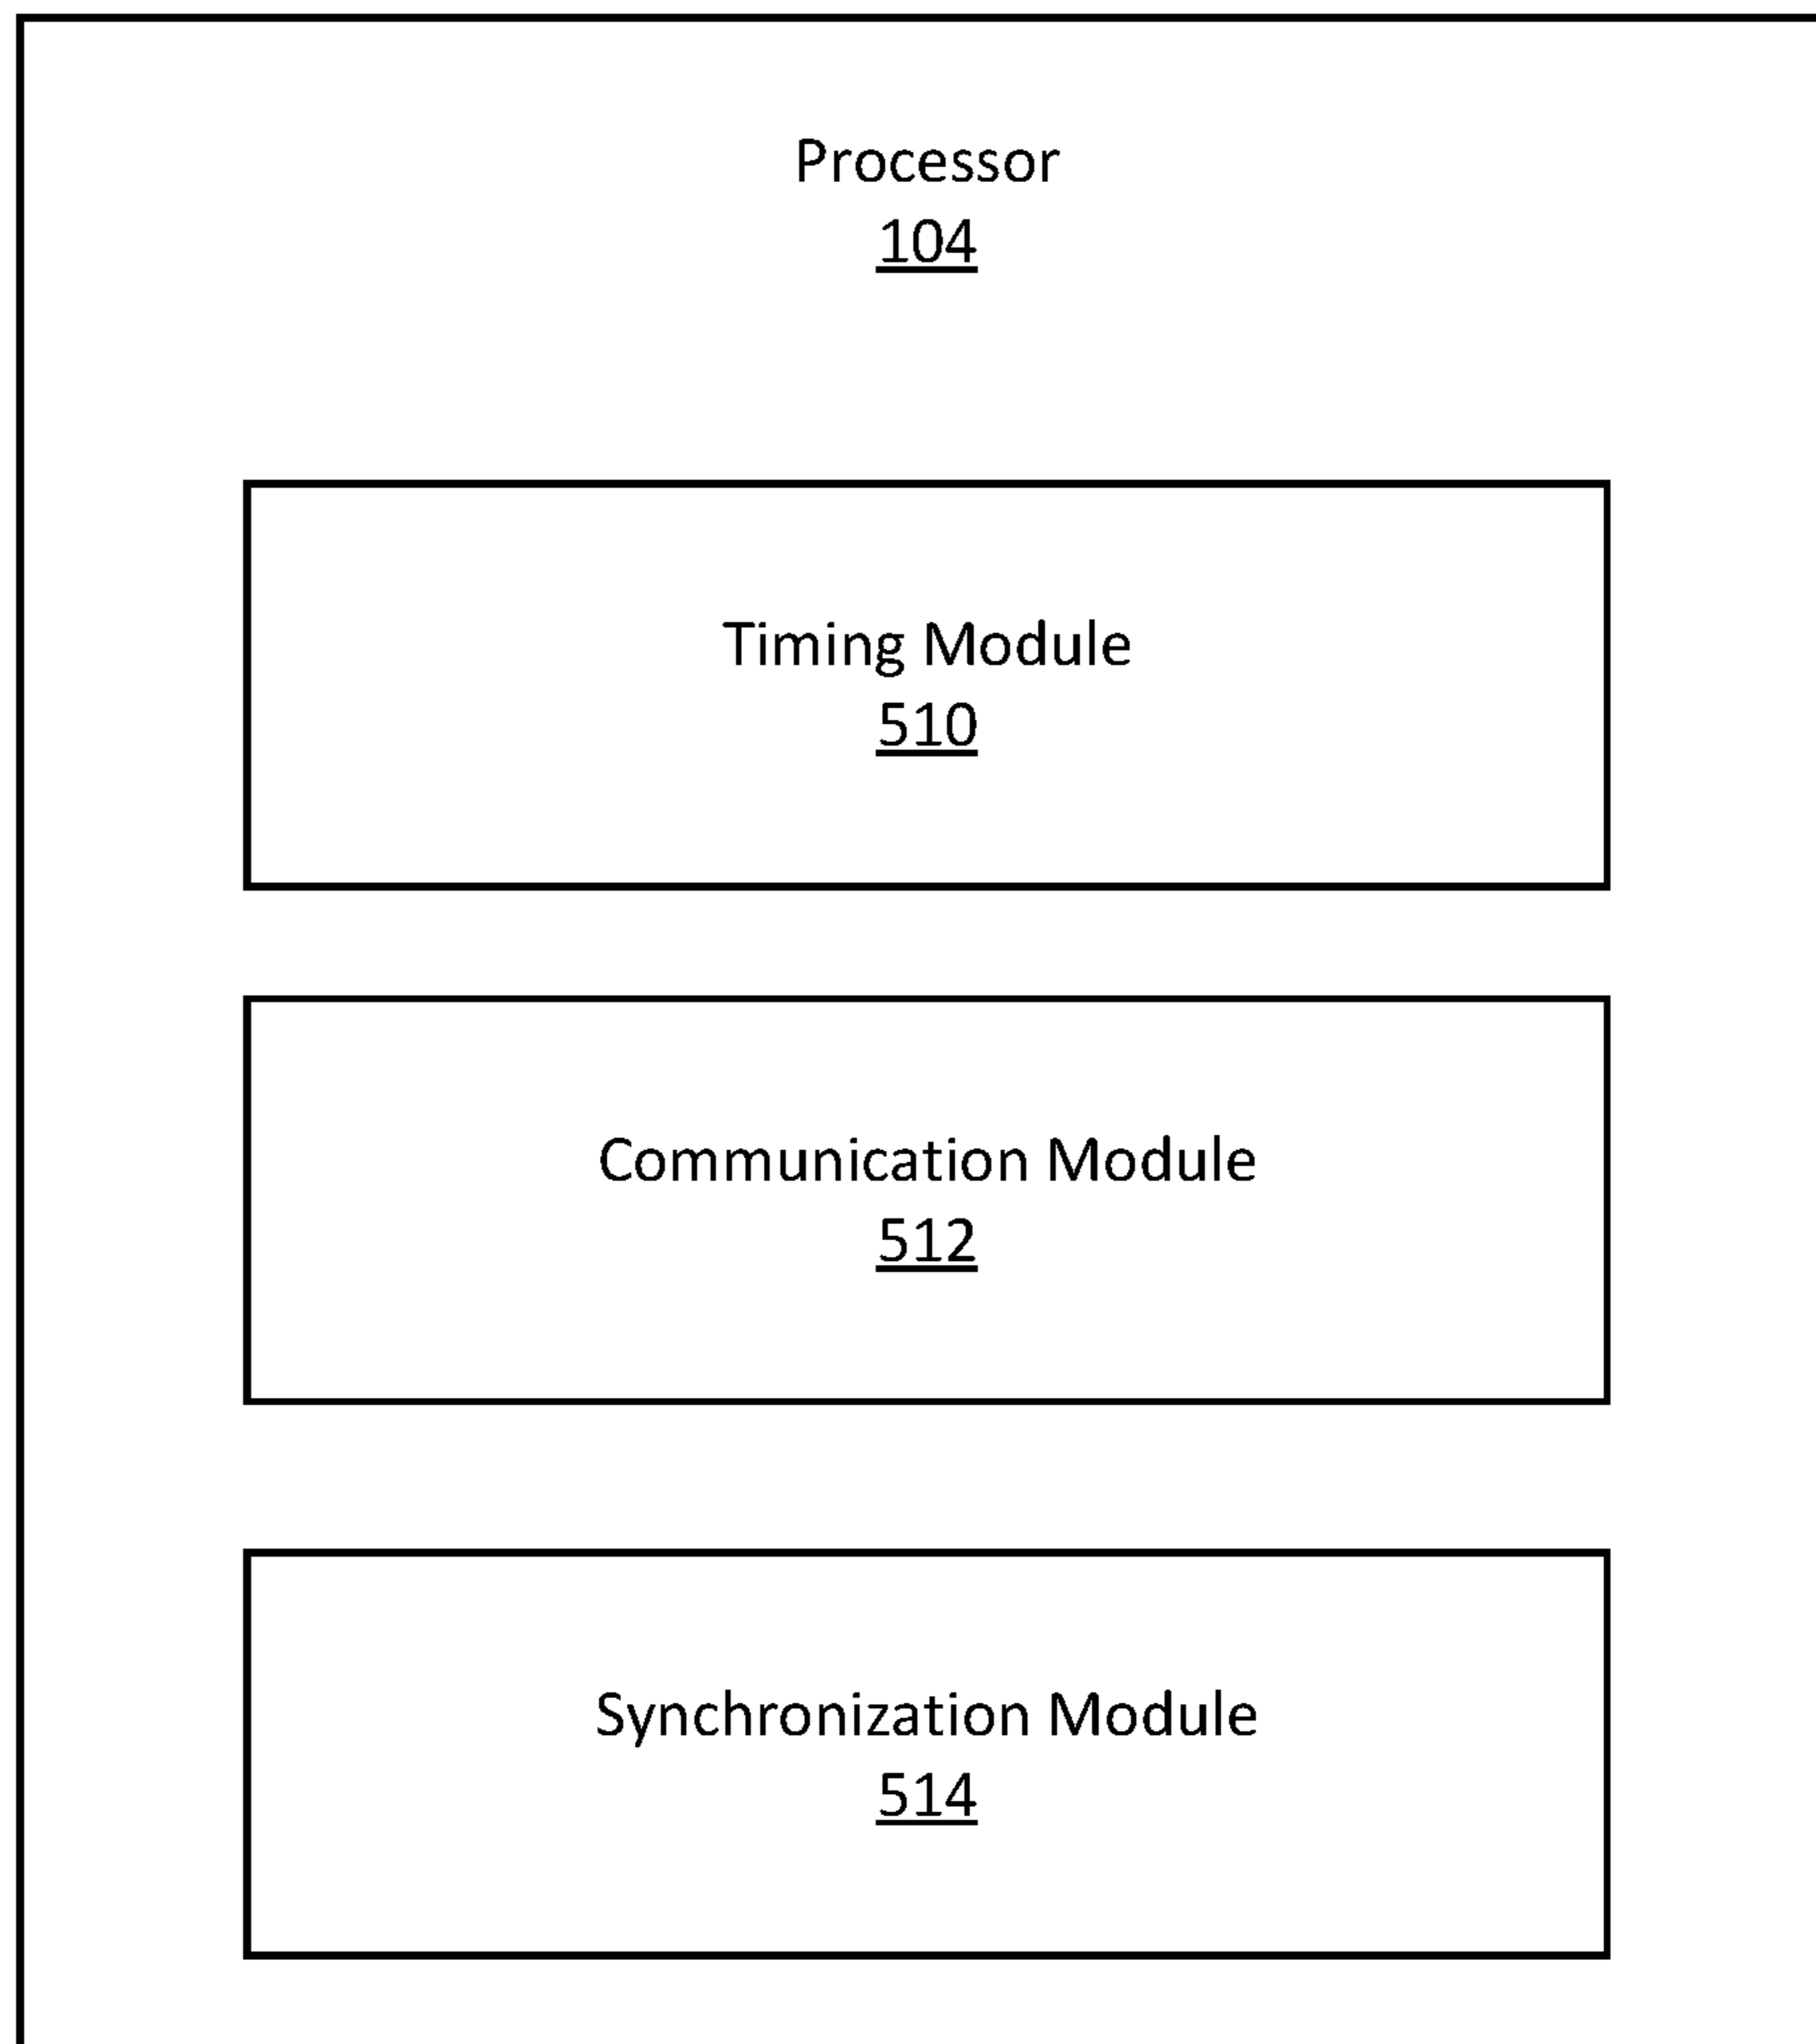 Processor
104
Timing Module
510
Communication Module
512
Synchronization Module
514